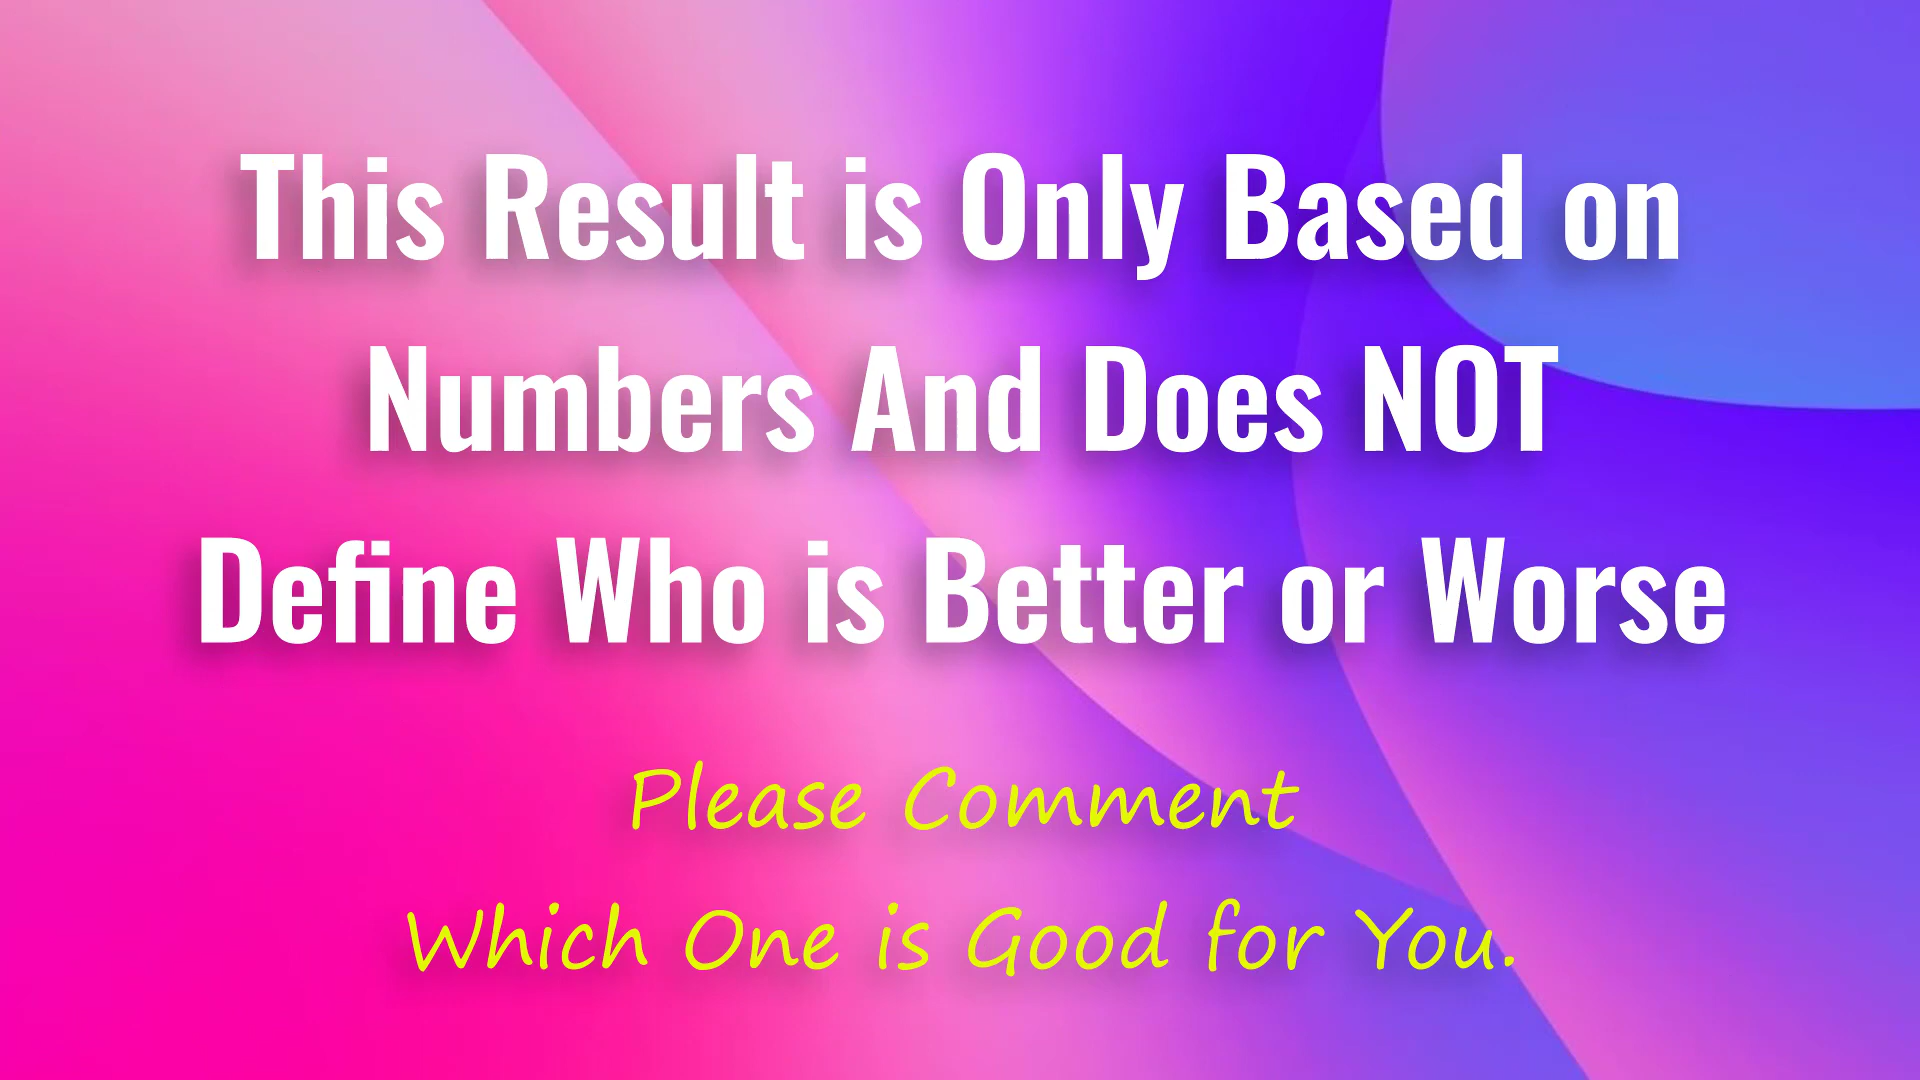 This Result is Only Based on
Numbers And Does NOT
Define Who is Better or Worse
Please Comment
Which One is Good for You.